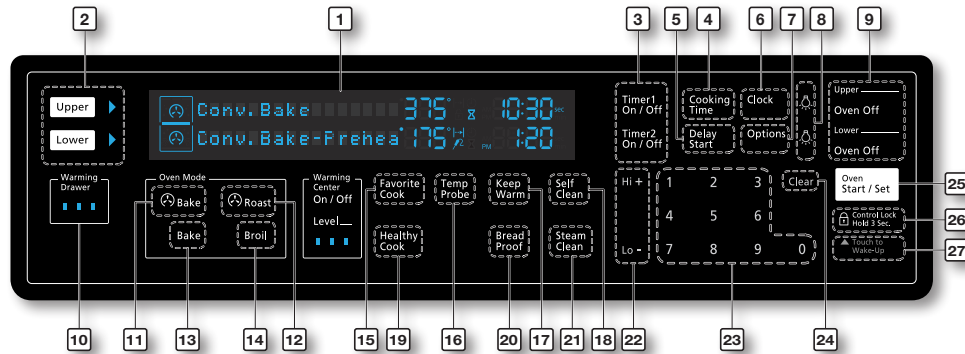 2
1
3
5
4
6
7
8
9
Upper
Lower
Conv.Bake 375° 10:30 sec
Conv.Bake-Prehea 175° PM 1:20
Timer1
On / Off
Timer2
On / Off
Cooking
Time
Clock
Delay
Start
Options
Upper
Oven Off
Lower
Oven Off
Warming
Drawer
Oven Mode
Bake
Roast
Bake
Broil
Warming
Center
On / Off
Level
Favorite
Cook
Temp
Probe
Keep
Warm
Self
Clean
Healthy
Cook
Bread
Proof
Steam
Clean
Hi +
Lo -
1 2 3
4 5 6
7 8 9 0
Clear
Oven
Start / Set
Control Lock
Hold 3 Sec.
Touch to
Wake-Up
25
26
27
10
11
13
14
12
15
19
16
20
17
21
18
22
23
24